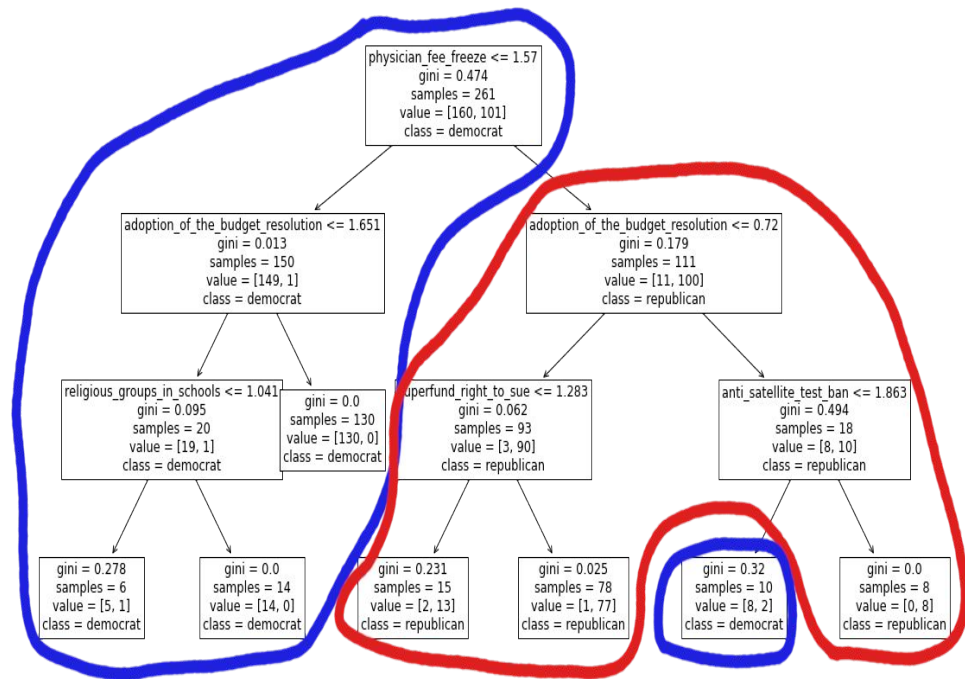 physician_fee_freeze <= 1.57
gini = 0.474
samples = 261
value = [160, 101]
class = democrat
adoption_of_the_budget_resolution <= 1.651
gini = 0.013
samples = 150
value = [149, 1]
class = democrat
adoption_of_the_budget_resolution <= 0.72
gini = 0.179
samples = 111
value = [11, 100]
class = republican
religious_groups_in_schools <= 1.041
gini = 0.095
samples = 20
value = [19, 1]
class = democrat
gini = 0.0
samples = 130
value = [130, 0]
class = democrat
uperfund_right_to_sue <= 1.283
gini = 0.062
samples = 93
value = [3, 90]
class = republican
anti_satellite_test_ban <= 1.863
gini = 0.494
samples = 18
value = [8, 10]
class = republican
gini = 0.278
samples = 6
value = [5, 1]
class = democrat
gini = 0.0
samples = 14
value = [14, 0]
class = democrat
gini = 0.231
samples = 15
value = [2, 13]
class = republican
gini = 0.025
samples = 78
value = [1, 77]
class = republican
gini = 0.32
samples = 10
value = [8, 2]
class = democrat
gini = 0.0
samples = 8
value = [0, 8]
class = republican